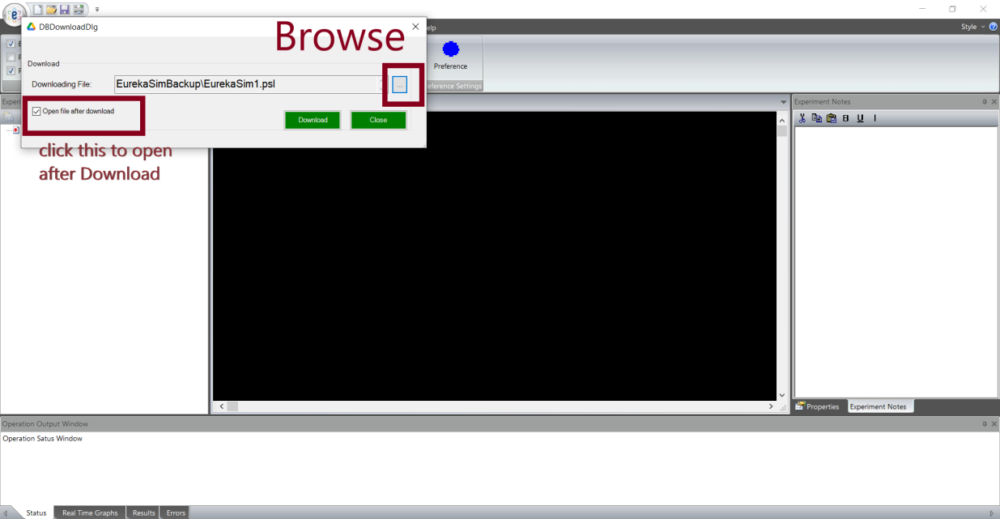 DBDownloadDlg
Browse
elp
Style
Download
Preference
Downloading File:
EurekaSimBackup\EurekaSim1.psl
...
eference Settings
Open file after download
Download
Close
Experi
Experiment Notes
B U I
click this to open
after Download
Properties
Experiment Notes
Operation Output Window
Operation Satus Window
Status
Real Time Graphs
Results
Errors